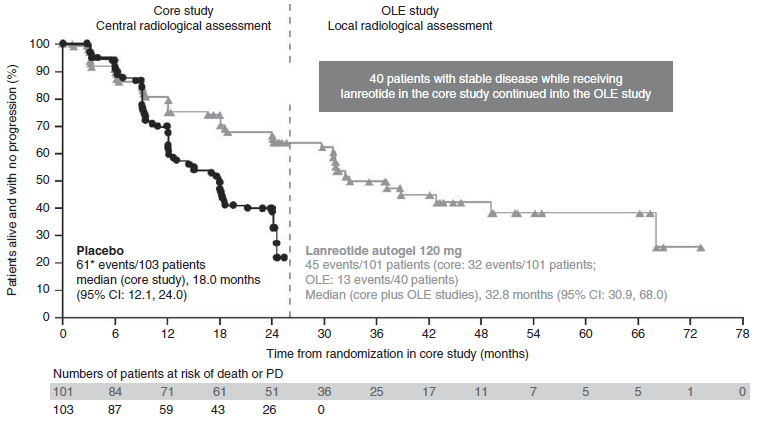 Core study
Central radiological assessment
OLE study
Local radiological assessment
Patients alive and with no progression (%)
100
90
80
70
60
50
40
30
20
10
0
40 patients with stable disease while receiving
lanreotide in the core study continued into the OLE study
Placebo
61* events/103 patients
median (core study), 18.0 months
(95% CI: 12.1, 24.0)
Lanreotide autogel 120 mg
45 events/101 patients (core: 32 events/101 patients;
OLE: 13 events/40 patients)
Median (core plus OLE studies), 32.8 months (95% CI: 30.9, 68.0)
0 6 12 18 24 30 36 42 48 54 60 66 72 78
Time from randomization in core study (months)
Numbers of patients at risk of death or PD
101 84 71 61 51 36 25 17 11 7 5 5 1 0
103 87 59 43 26 0